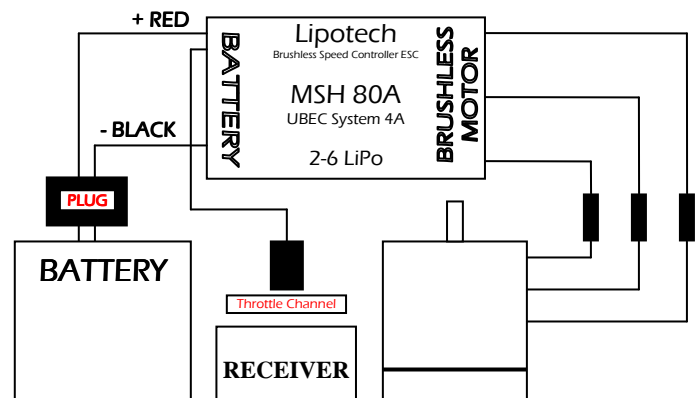 + RED
- BLACK
BATTERY
Lipotech
Brushless Speed Controller ESC
MSH 80A
UBEC System 4A
2-6 LiPo
BRUSHLESS
MOTOR
PLUG
BATTERY
Throttle Channel
RECEIVER